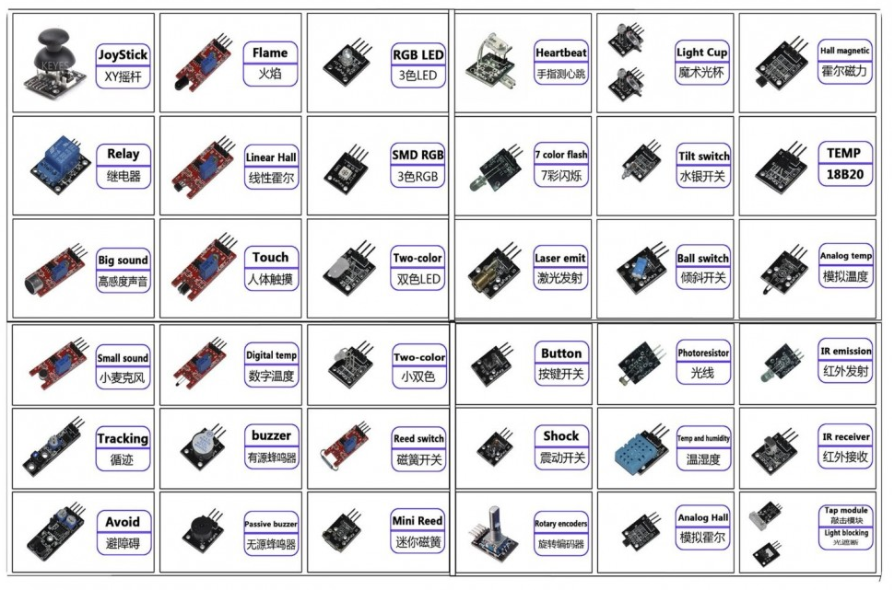 JoyStick
XY摇杆
Flame
火焰
RGB LED
3色LED
Heartbeat
手指测心跳
Light Cup
魔术光杯
Hall magnetic
霍尔磁力
Relay
继电器
Linear Hall
线性霍尔
SMD RGB
3色RGB
7 color flash
7彩闪烁
Tilt switch
水银开关
TEMP
18B20
Big sound
高感度声音
Touch
人体触摸
Two-color
双色LED
Laser emit
激光发射
Ball switch
倾斜开关
Analog temp
模拟温度
Small sound
小麦克风
Digital temp
数字温度
Two-color
小双色
Button
按键开关
Photoresistor
光线
IR emission
红外发射
Tracking
循迹
buzzer
有源蜂鸣器
Reed switch
磁簧开关
Shock
震动开关
Temp and humidity
温湿度
IR receiver
红外接收
Avoid
避障碍
Passive buzzer
无源蜂鸣器
Mini Reed
迷你磁簧
Rotary encoders
旋转编码器
Analog Hall
模拟霍尔
Tap module
敲击模块
Light blocking
光遮断